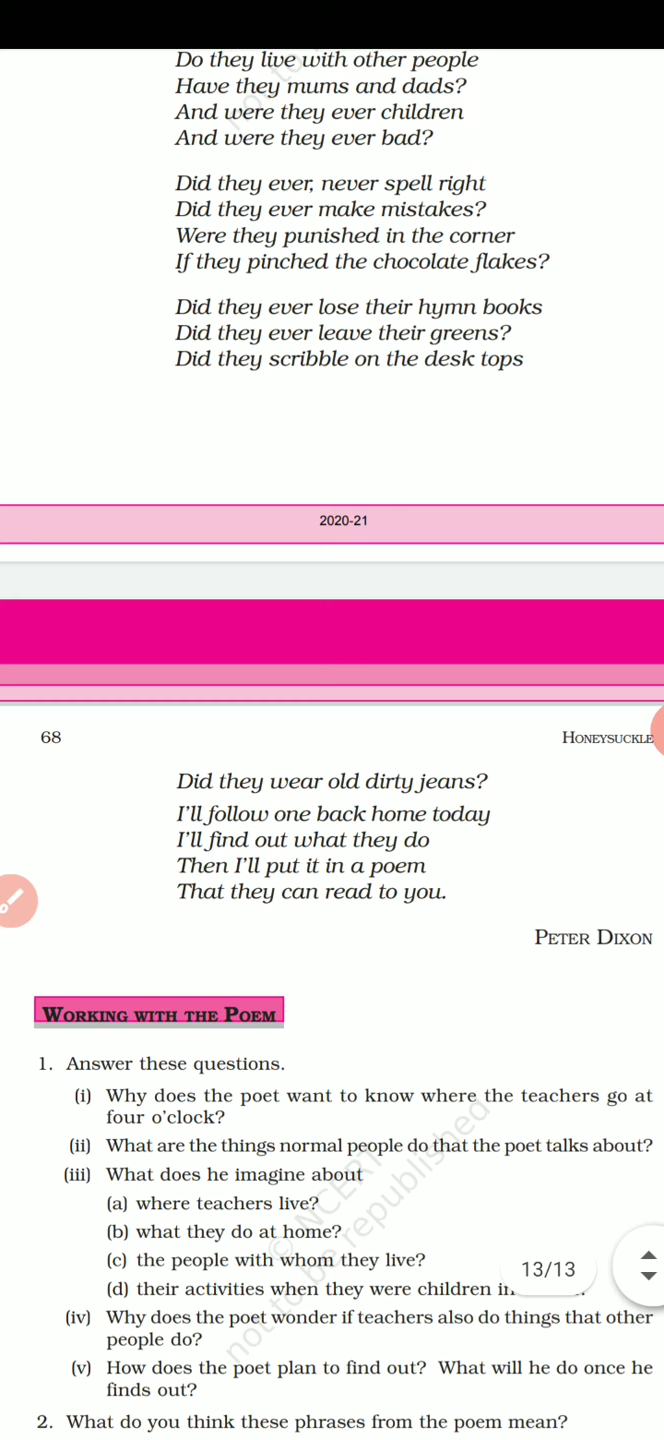 Do they live with other people
Have they mums and dads?
And were they ever children
And were they ever bad?
Did they ever, never spell right
Did they ever make mistakes?
Were they punished in the corner
If they pinched the chocolate flakes?
Did they ever lose their hymn books
Did they ever leave their greens?
Did they scribble on the desk tops
2020-21
68
HONEYSUCKLE
Did they wear old dirty jeans?
I'll follow one back home today
I'll find out what they do
Then I'll put it in a poem
That they can read to you.
PETER DIXON
WORKING WITH THE POEM
1. Answer these questions.
(i) Why does the poet want to know where the teachers go at
four o'clock?
(ii) What are the things normal people do that the poet talks about?
(iii) What does he imagine about
(a) where teachers live?
(b) what they do at home?
(c) the people with whom they live?
13/13
(d) their activities when they were children in
(iv) Why does the poet wonder if teachers also do things that other
people do?
(v) How does the poet plan to find out? What will he do once he
finds out?
2. What do you think these phrases from the poem mean?
© NCERT
not to be republished